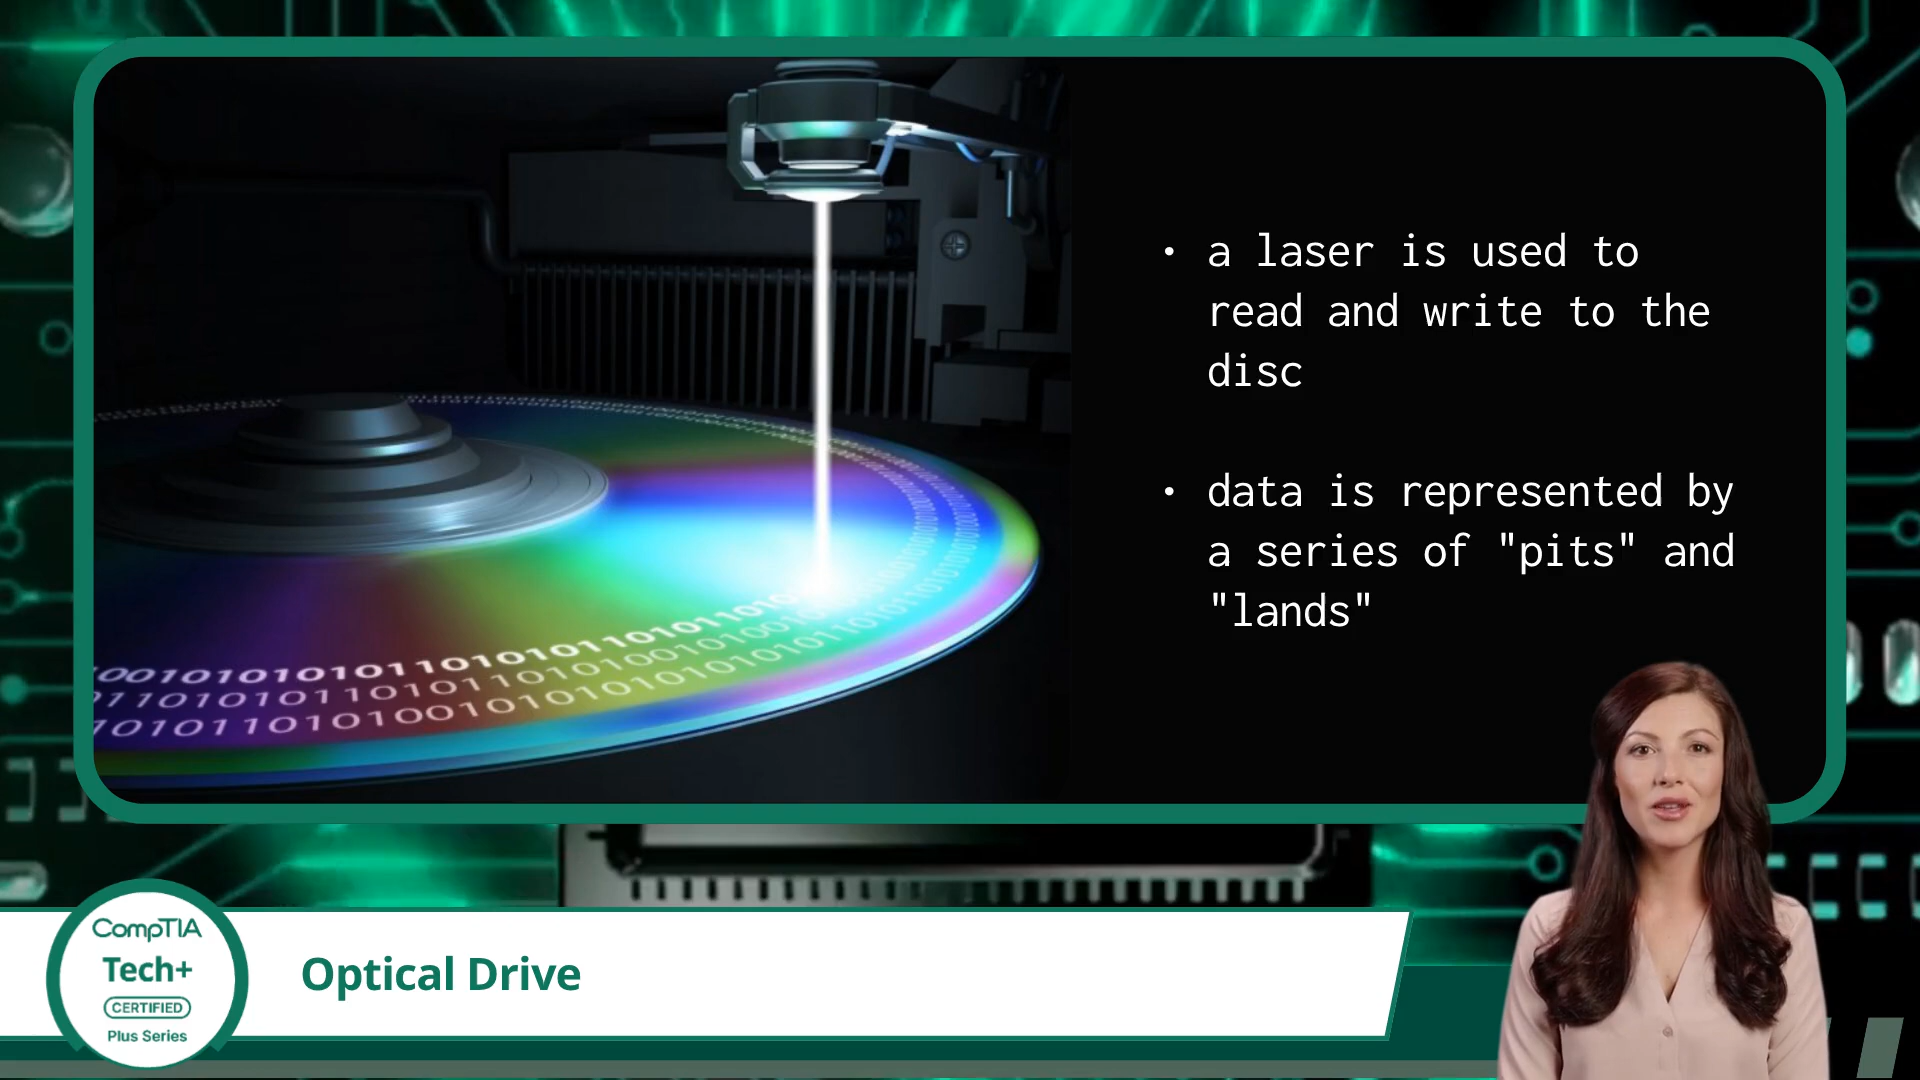 • a laser is used to
read and write to the
disc
• data is represented by
a series of "pits" and
"lands"
CompTIA
Tech+
CERTIFIED
Plus Series
Optical Drive